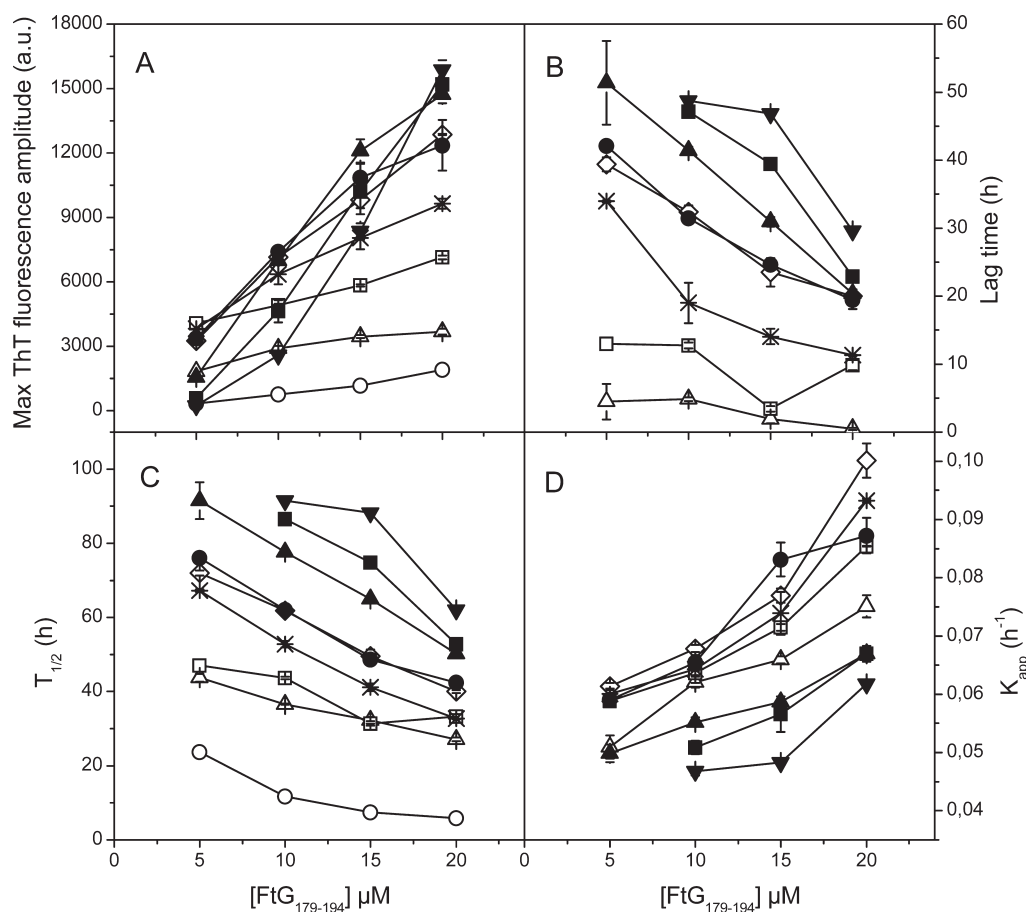 Max ThT fluorescence amplitude (a.u.)
18000
15000
12000
9000
6000
3000
0
A
B
60
50
40
30
20
10
0
Lag time (h)
T1/2 (h)
100
80
60
40
20
0
C
D
0,10
0,09
0,08
0,07
0,06
0,05
0,04
Kapp (h-1)
0 5 10 15 20
0 5 10 15 20
[FtG179-194] µM
[FtG179-194] µM